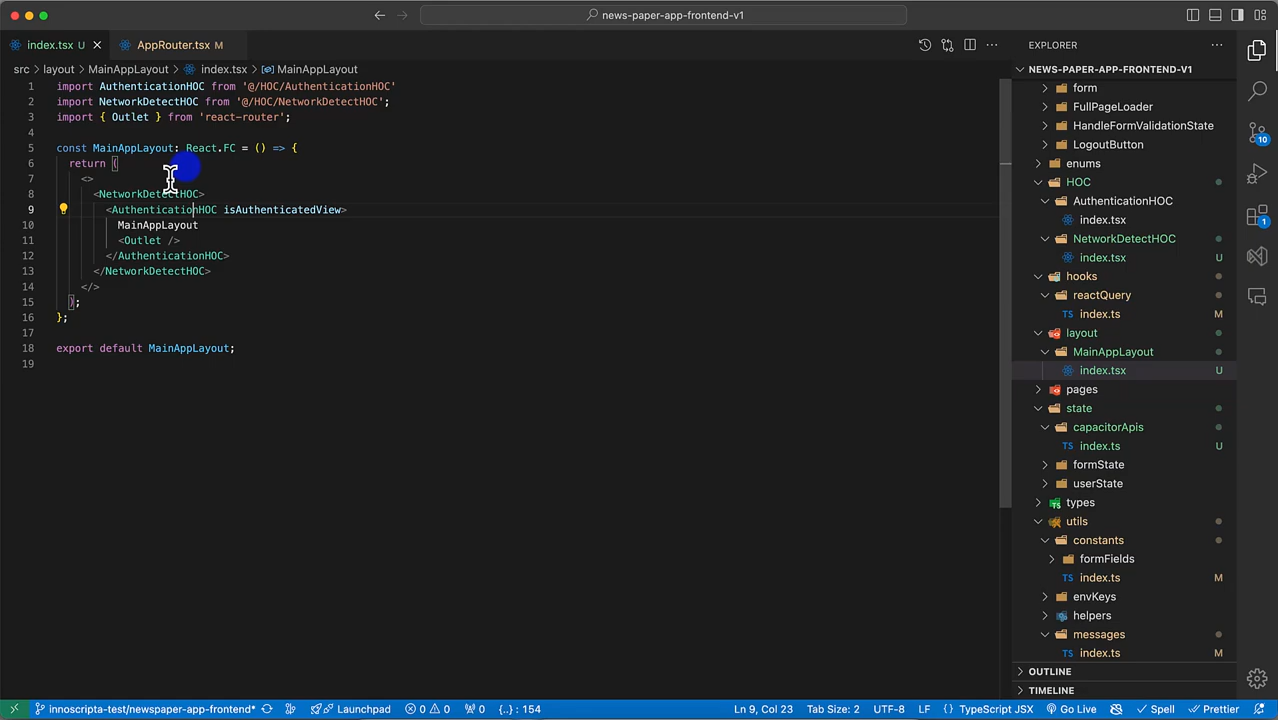 news-paper-app-frontend-v1
index.tsx U
AppRouter.tsx M
EXPLORER
src > layout > MainAppLayout > index.tsx > MainAppLayout
NEWS-PAPER-APP-FRONTEND-V1
1 import AuthenticationHOC from '@/HOC/AuthenticationHOC'
2 import NetworkDetectHOC from '@/HOC/NetworkDetectHOC';
3 import { Outlet } from 'react-router';
4
5 const MainAppLayout: React.FC = () => {
6 return (
7 <>
8 <NetworkDetectHOC>
9 <AuthenticationHOC isAuthenticatedView>
10 MainAppLayout
11 <Outlet />
12 </AuthenticationHOC>
13 </NetworkDetectHOC>
14 </>
15 );
16 };
17
18 export default MainAppLayout;
19
form
FullPageLoader
HandleFormValidationState
LogoutButton
enums
HOC
AuthenticationHOC
index.tsx
NetworkDetectHOC
index.tsx U
hooks
reactQuery
TS index.ts M
layout
MainAppLayout
index.tsx U
pages
state
capacitorApis
TS index.ts U
formState
userState
TS types
utils
constants
formFields
TS index.ts M
envKeys
helpers
messages
TS index.ts M
OUTLINE
TIMELINE
10
1
innoscripta-test/newspaper-app-frontend* Launchpad 0 0 0 {..} : 154 Ln 9, Col 23 Tab Size: 2 UTF-8 LF TypeScript JSX Go Live Spell Prettier